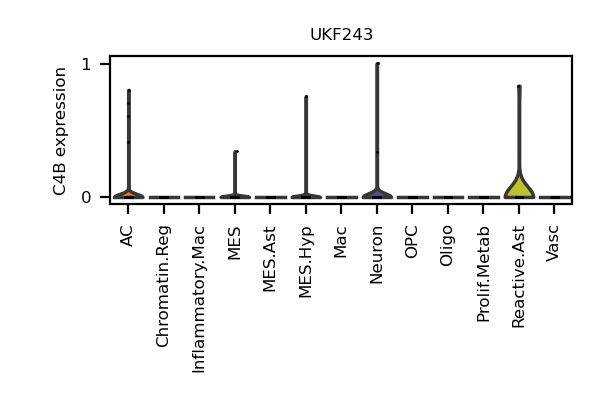 UKF243
C4B expression
1
0
AC
Chromatin.Reg
Inflammatory.Mac
MES
MES.Ast
MES.Hyp
Mac
Neuron
OPC
Oligo
Prolif.Metab
Reactive.Ast
Vasc